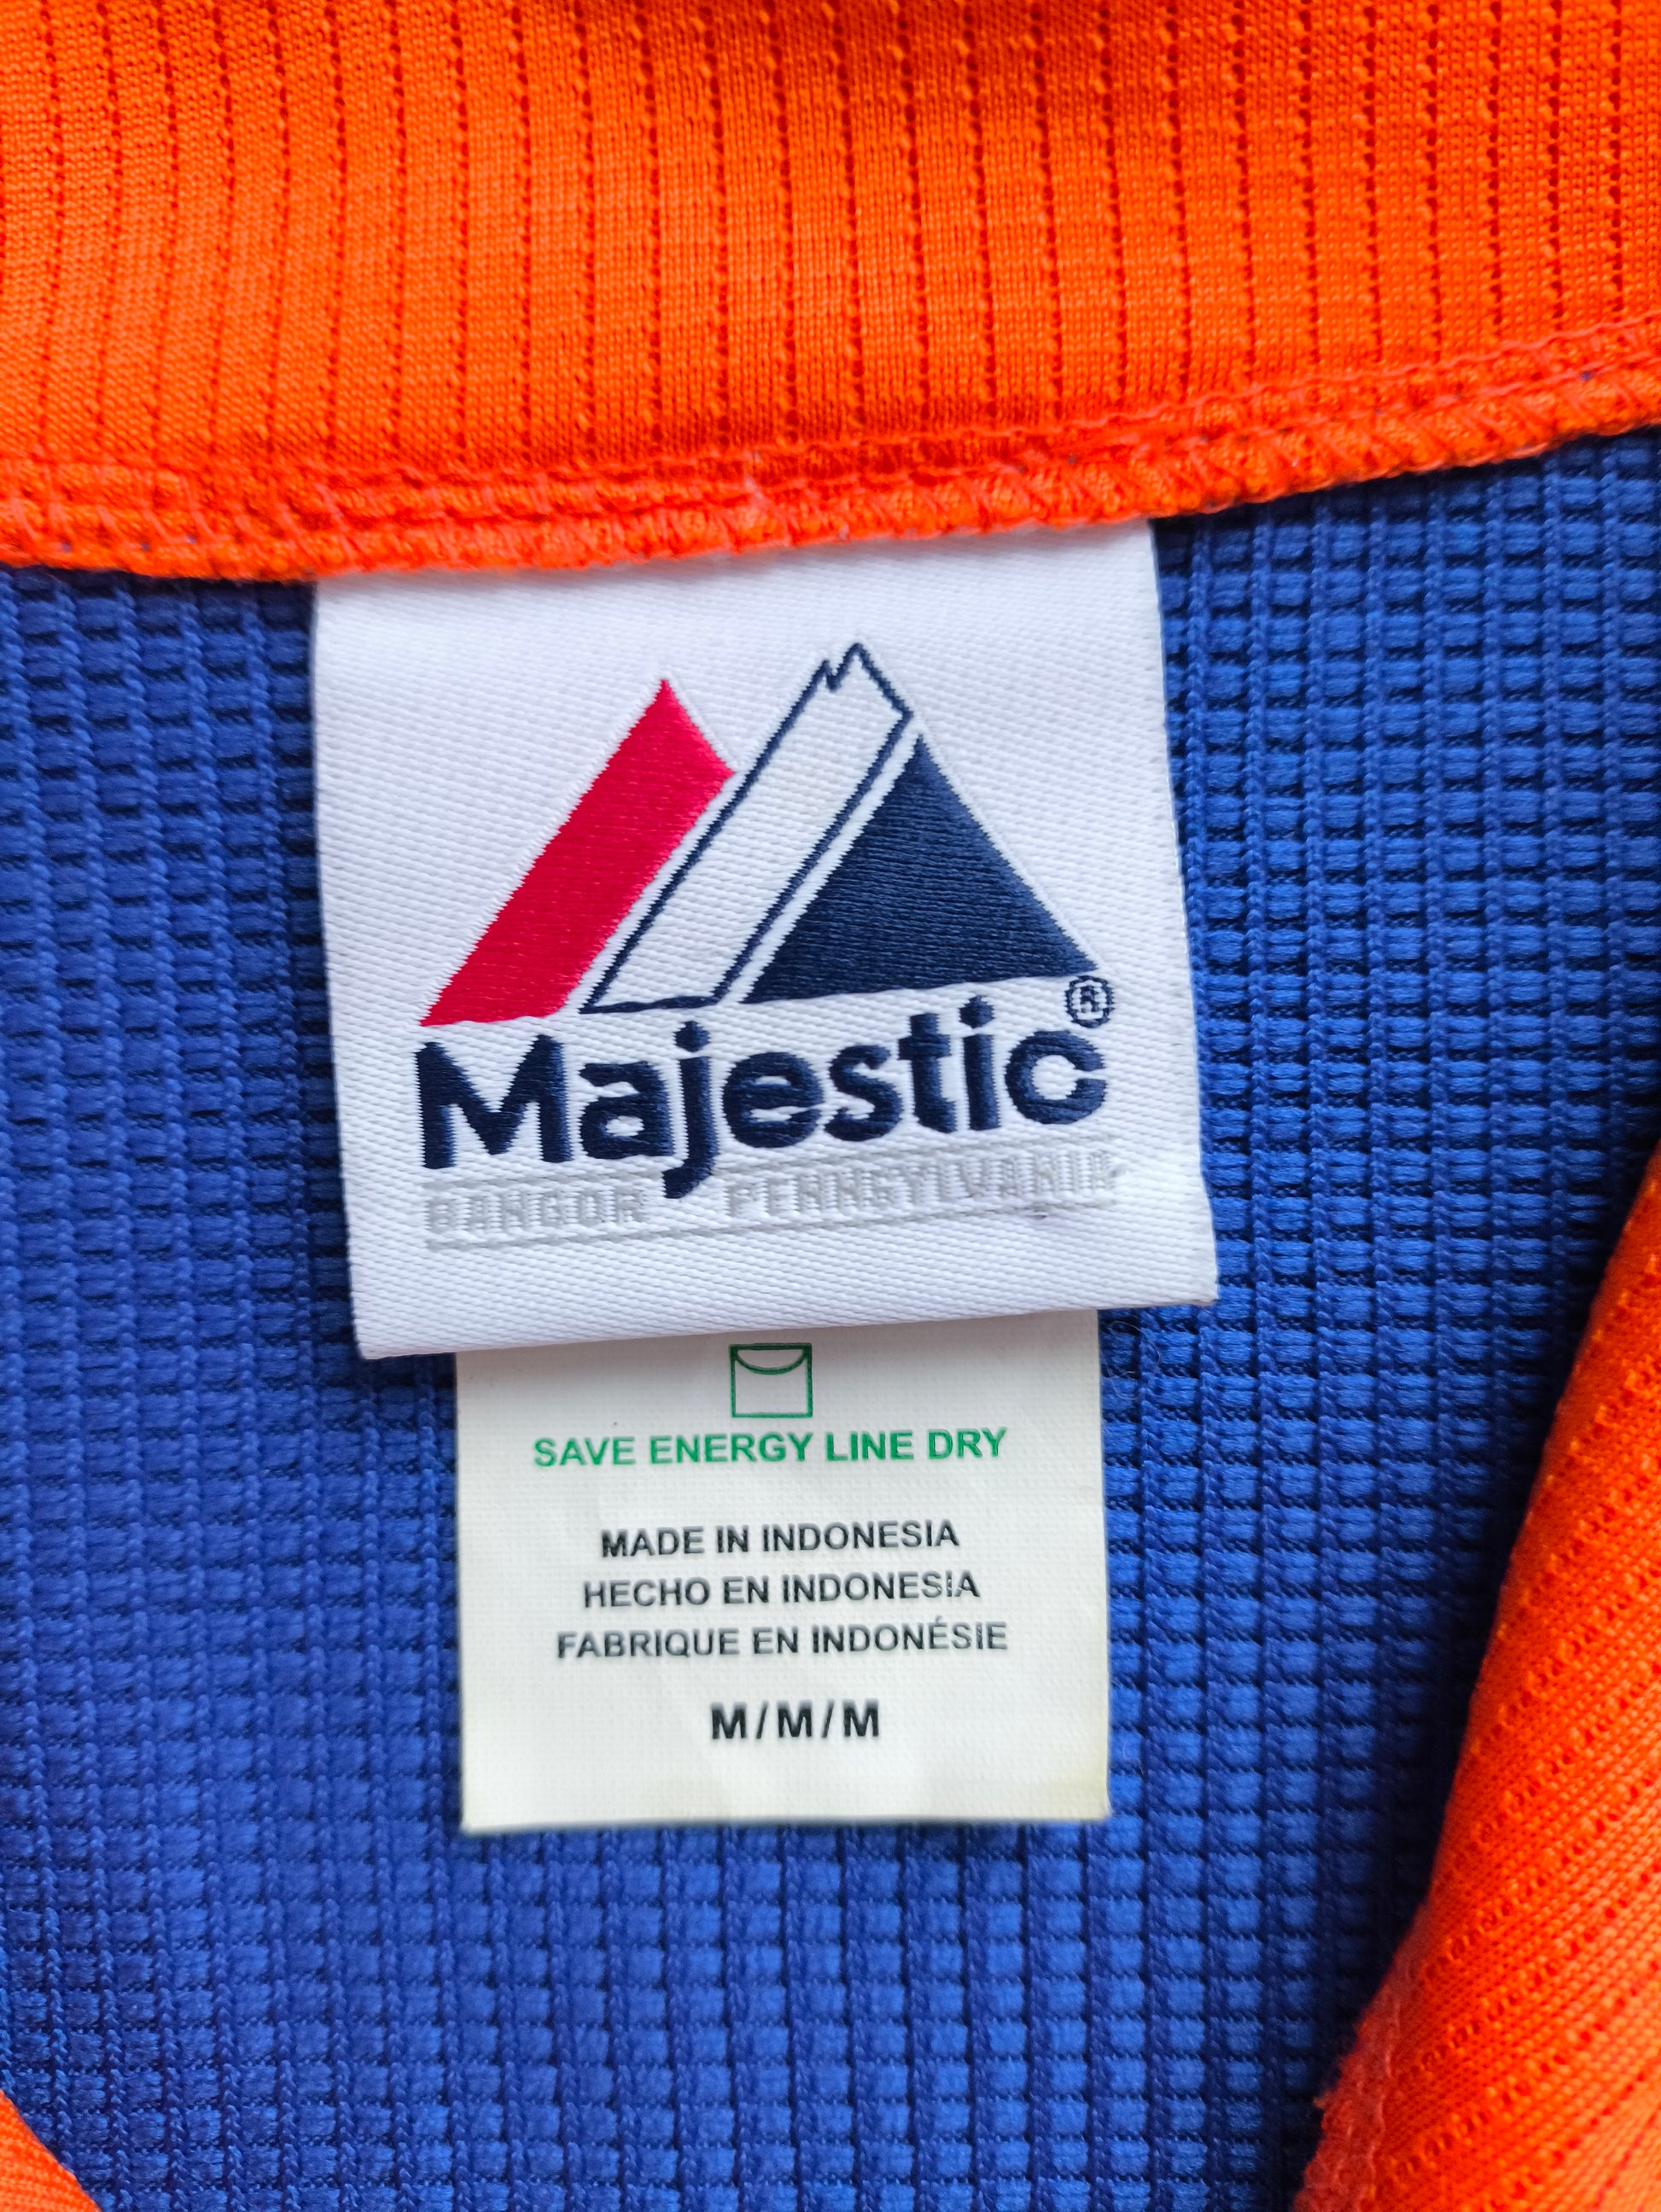 Majestic®
BANGOR PENNSYLVANIA
SAVE ENERGY LINE DRY
MADE IN INDONESIA
HECHO EN INDONESIA
FABRIQUE EN INDONÉSIE
M/M/M